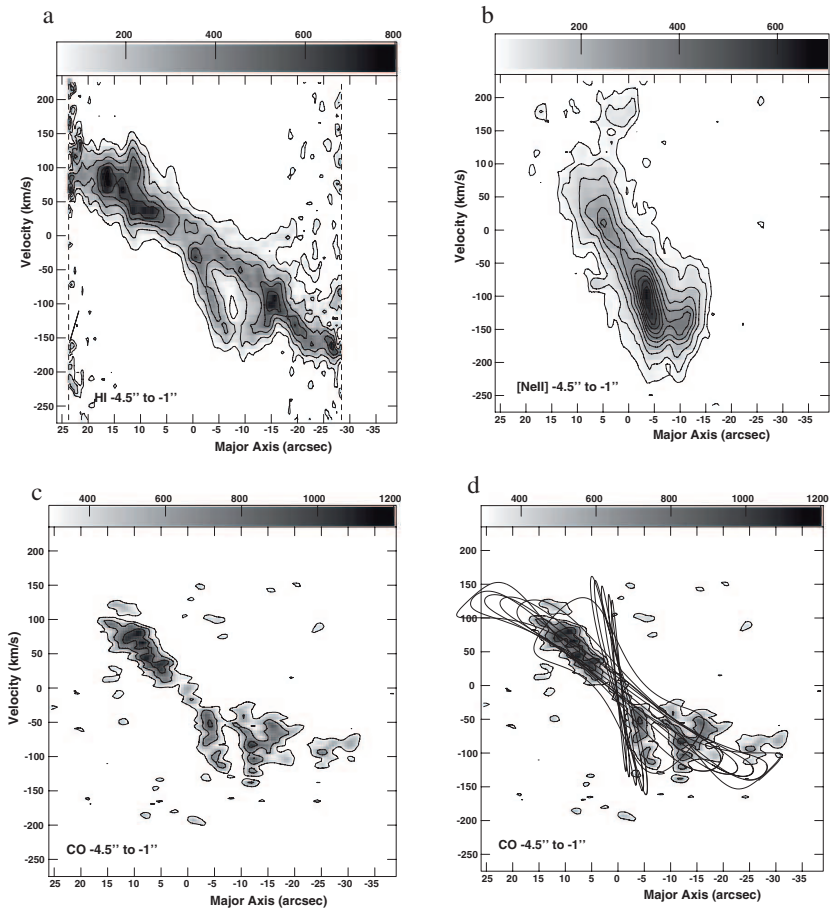 a
200 400 600 800
200
150
100
50
0
-50
-100
-150
-200
-250
Velocity (km/s)
HI -4.5'' to -1''
25 20 15 10 5 0 -5 -10 -15 -20 -25 -30 -35
Major Axis (arcsec)
b
200 400 600
200
150
100
50
0
-50
-100
-150
-200
-250
Velocity (km/s)
[NeII] -4.5'' to -1''
25 20 15 10 5 0 -5 -10 -15 -20 -25 -30 -35
Major Axis (arcsec)
c
400 600 800 1000 1200
200
150
100
50
0
-50
-100
-150
-200
-250
Velocity (km/s)
CO -4.5'' to -1''
25 20 15 10 5 0 -5 -10 -15 -20 -25 -30 -35
Major Axis (arcsec)
d
400 600 800 1000 1200
200
150
100
50
0
-50
-100
-150
-200
-250
CO -4.5'' to -1''
25 20 15 10 5 0 -5 -10 -15 -20 -25 -30 -35
Major Axis (arcsec)